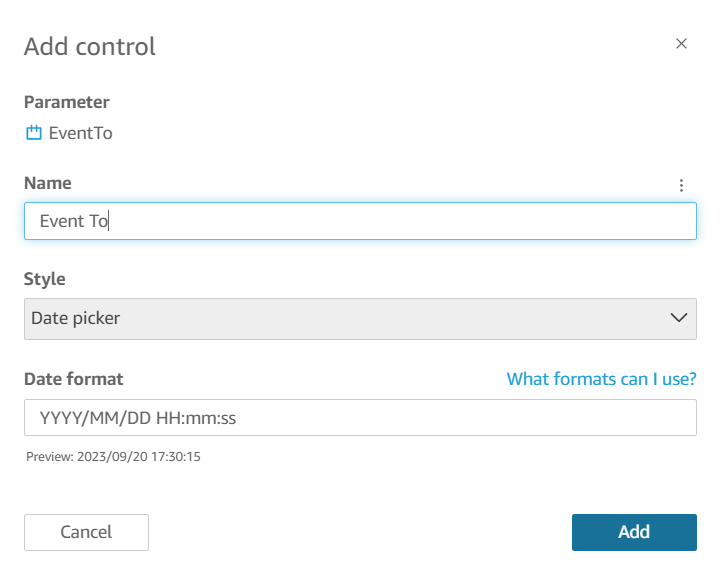 Add control
Parameter
EventTo
Name
Event To
Style
Date picker
Date format What formats can I use?
YYYY/MM/DD HH:mm:ss
Preview: 2023/09/20 17:30:15
Cancel Add